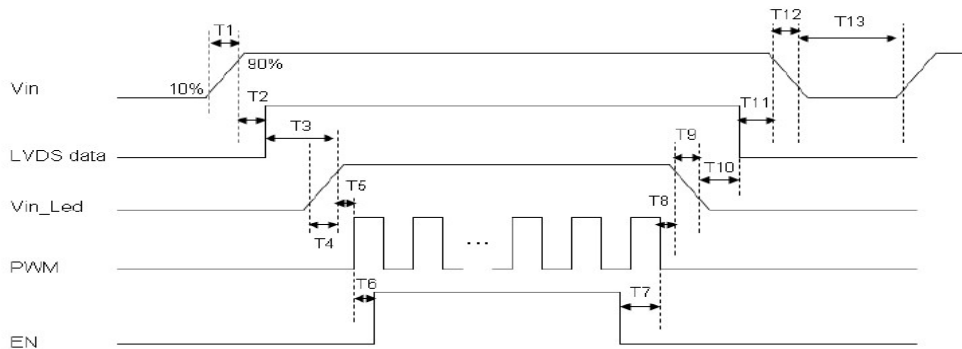 T1
T12
T13
90%
Vin
10%
T2
T11
T3
T9
LVDS data
T10
T5
Vin_Led
T8
T4
...
PWM
T6
T7
EN